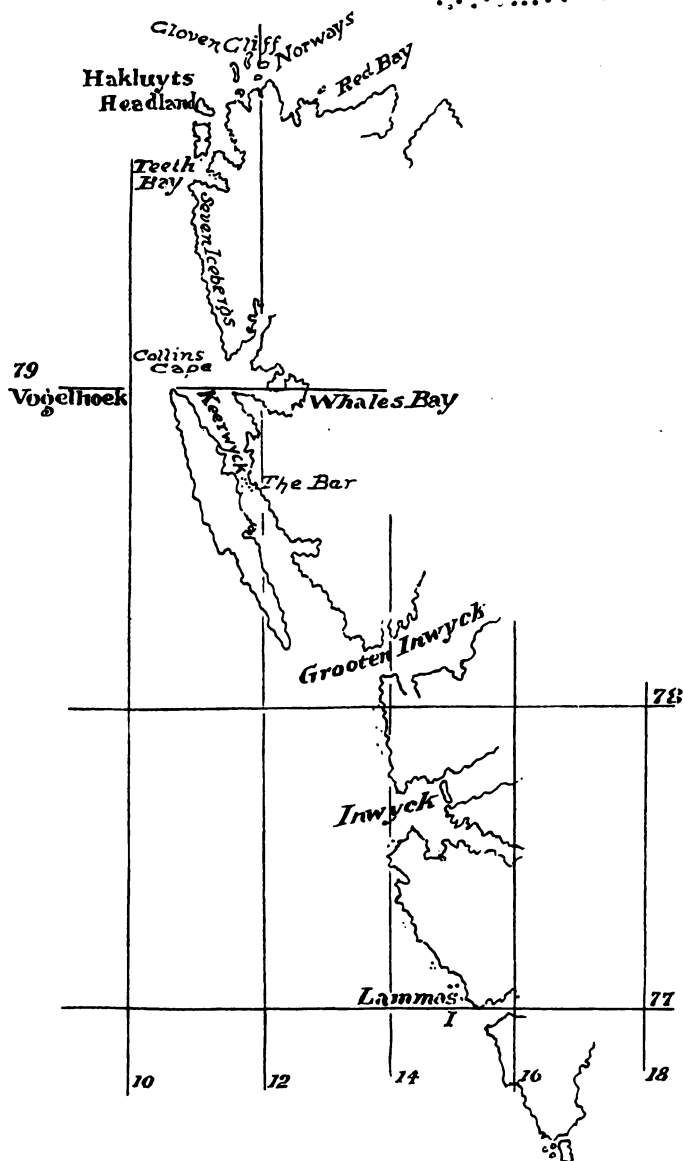 Cloven Cliff
Norways
Red Bay
Hakluyts
Headland
Teeth
Bay
Seven Icebergs
Collins
Cape
79
Vogelhoek
Keerwyck
Whales Bay
The Bar
Grooten Inwyck
78
Inwyck
Lammas
I
77
10
12
14
16
18